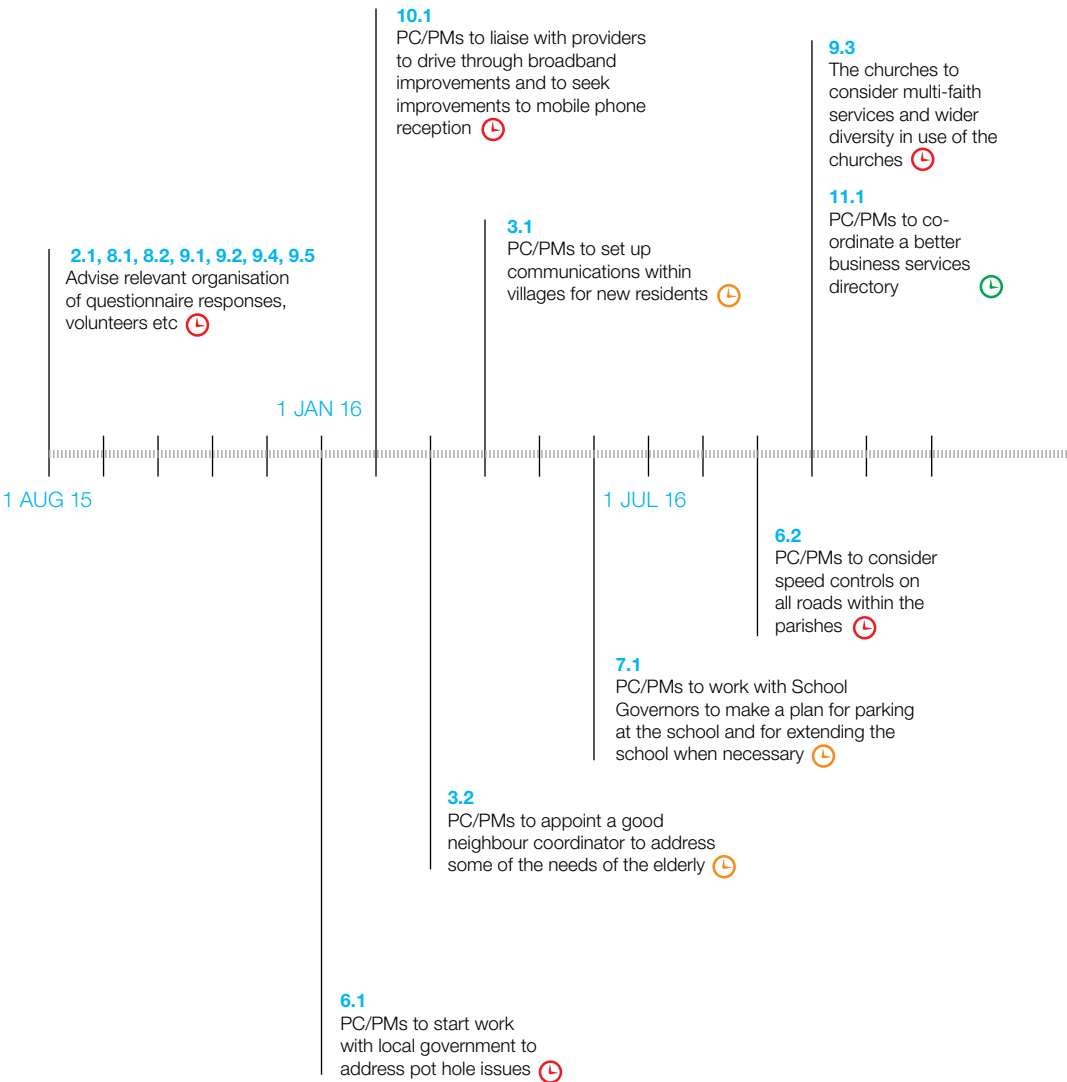 10.1
PC/PMs to liaise with providers
to drive through broadband
improvements and to seek
improvements to mobile phone
reception
9.3
The churches to
consider multi-faith
services and wider
diversity in use of the
churches
11.1
PC/PMs to co-
ordinate a better
business services
directory
3.1
PC/PMs to set up
communications within
villages for new residents
2.1, 8.1, 8.2, 9.1, 9.2, 9.4, 9.5
Advise relevant organisation
of questionnaire responses,
volunteers etc
1 JAN 16
1 AUG 15
1 JUL 16
6.2
PC/PMs to consider
speed controls on
all roads within the
parishes
7.1
PC/PMs to work with School
Governors to make a plan for parking
at the school and for extending the
school when necessary
3.2
PC/PMs to appoint a good
neighbour coordinator to address
some of the needs of the elderly
6.1
PC/PMs to start work
with local government to
address pot hole issues